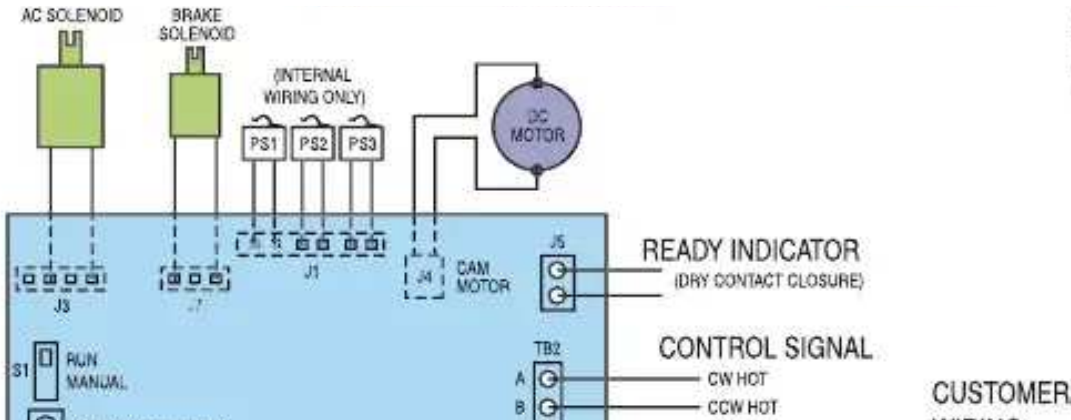 AC SOLENOID
BRAKE
SOLENOID
(INTERNAL
WIRING ONLY)
PS1 PS2 PS3
DC
MOTOR
J3
J7
J1
J4
CAM
MOTOR
J5
READY INDICATOR
(DRY CONTACT CLOSURE)
S1
RUN
MANUAL
TB2
CONTROL SIGNAL
A
CW HOT
B
CCW HOT
CUSTOMER